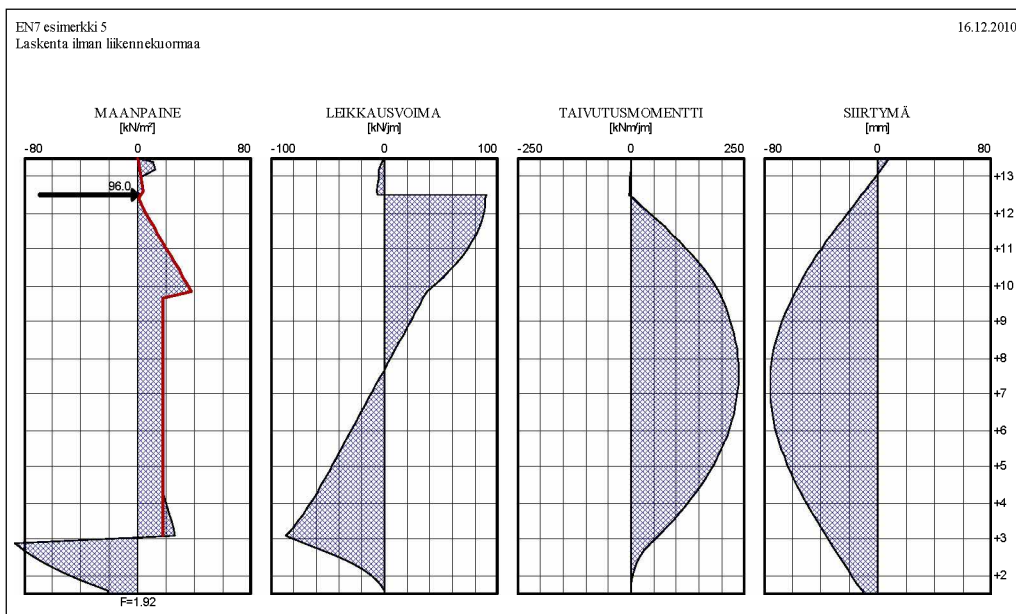 EN7 esimerkki 5
16.12.2010
Laskenta ilman liikennekuormaa
MAANPAINE
[kN/m²]
LEIKKAUSVOIMA
[kN/jm]
TAIVUTUSMOMENTTI
[kNm/jm]
SIIRTYMÄ
[mm]
-80 0 80
-100 0 100
-250 0 250
-80 0 80
96.0
+13
+12
+11
+10
+9
+8
+7
+6
+5
+4
+3
+2
F=1.92